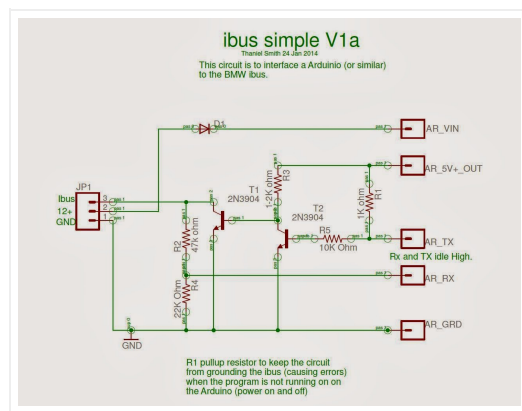 ibus simple V1a
Thaniel Smith 24 Jan 2014
This circuit is to interface a Arduinio (or similar)
to the BMW ibus.
D1
AR_VIN
JP1
Ibus 3
12+ 2
GND 1
T1
2N3904
R3
1-2K ohm
T2
2N3904
R1
1K ohm
AR_5V+_OUT
R2
47k ohm
R5
10K Ohm
AR_TX
Rx and TX idle High.
R4
22K Ohm
AR_RX
AR_GRD
GND
R1 pullup resistor to keep the circuit
from grounding the ibus (causing errors)
when the program is not running on on
the Arduino (power on and off)